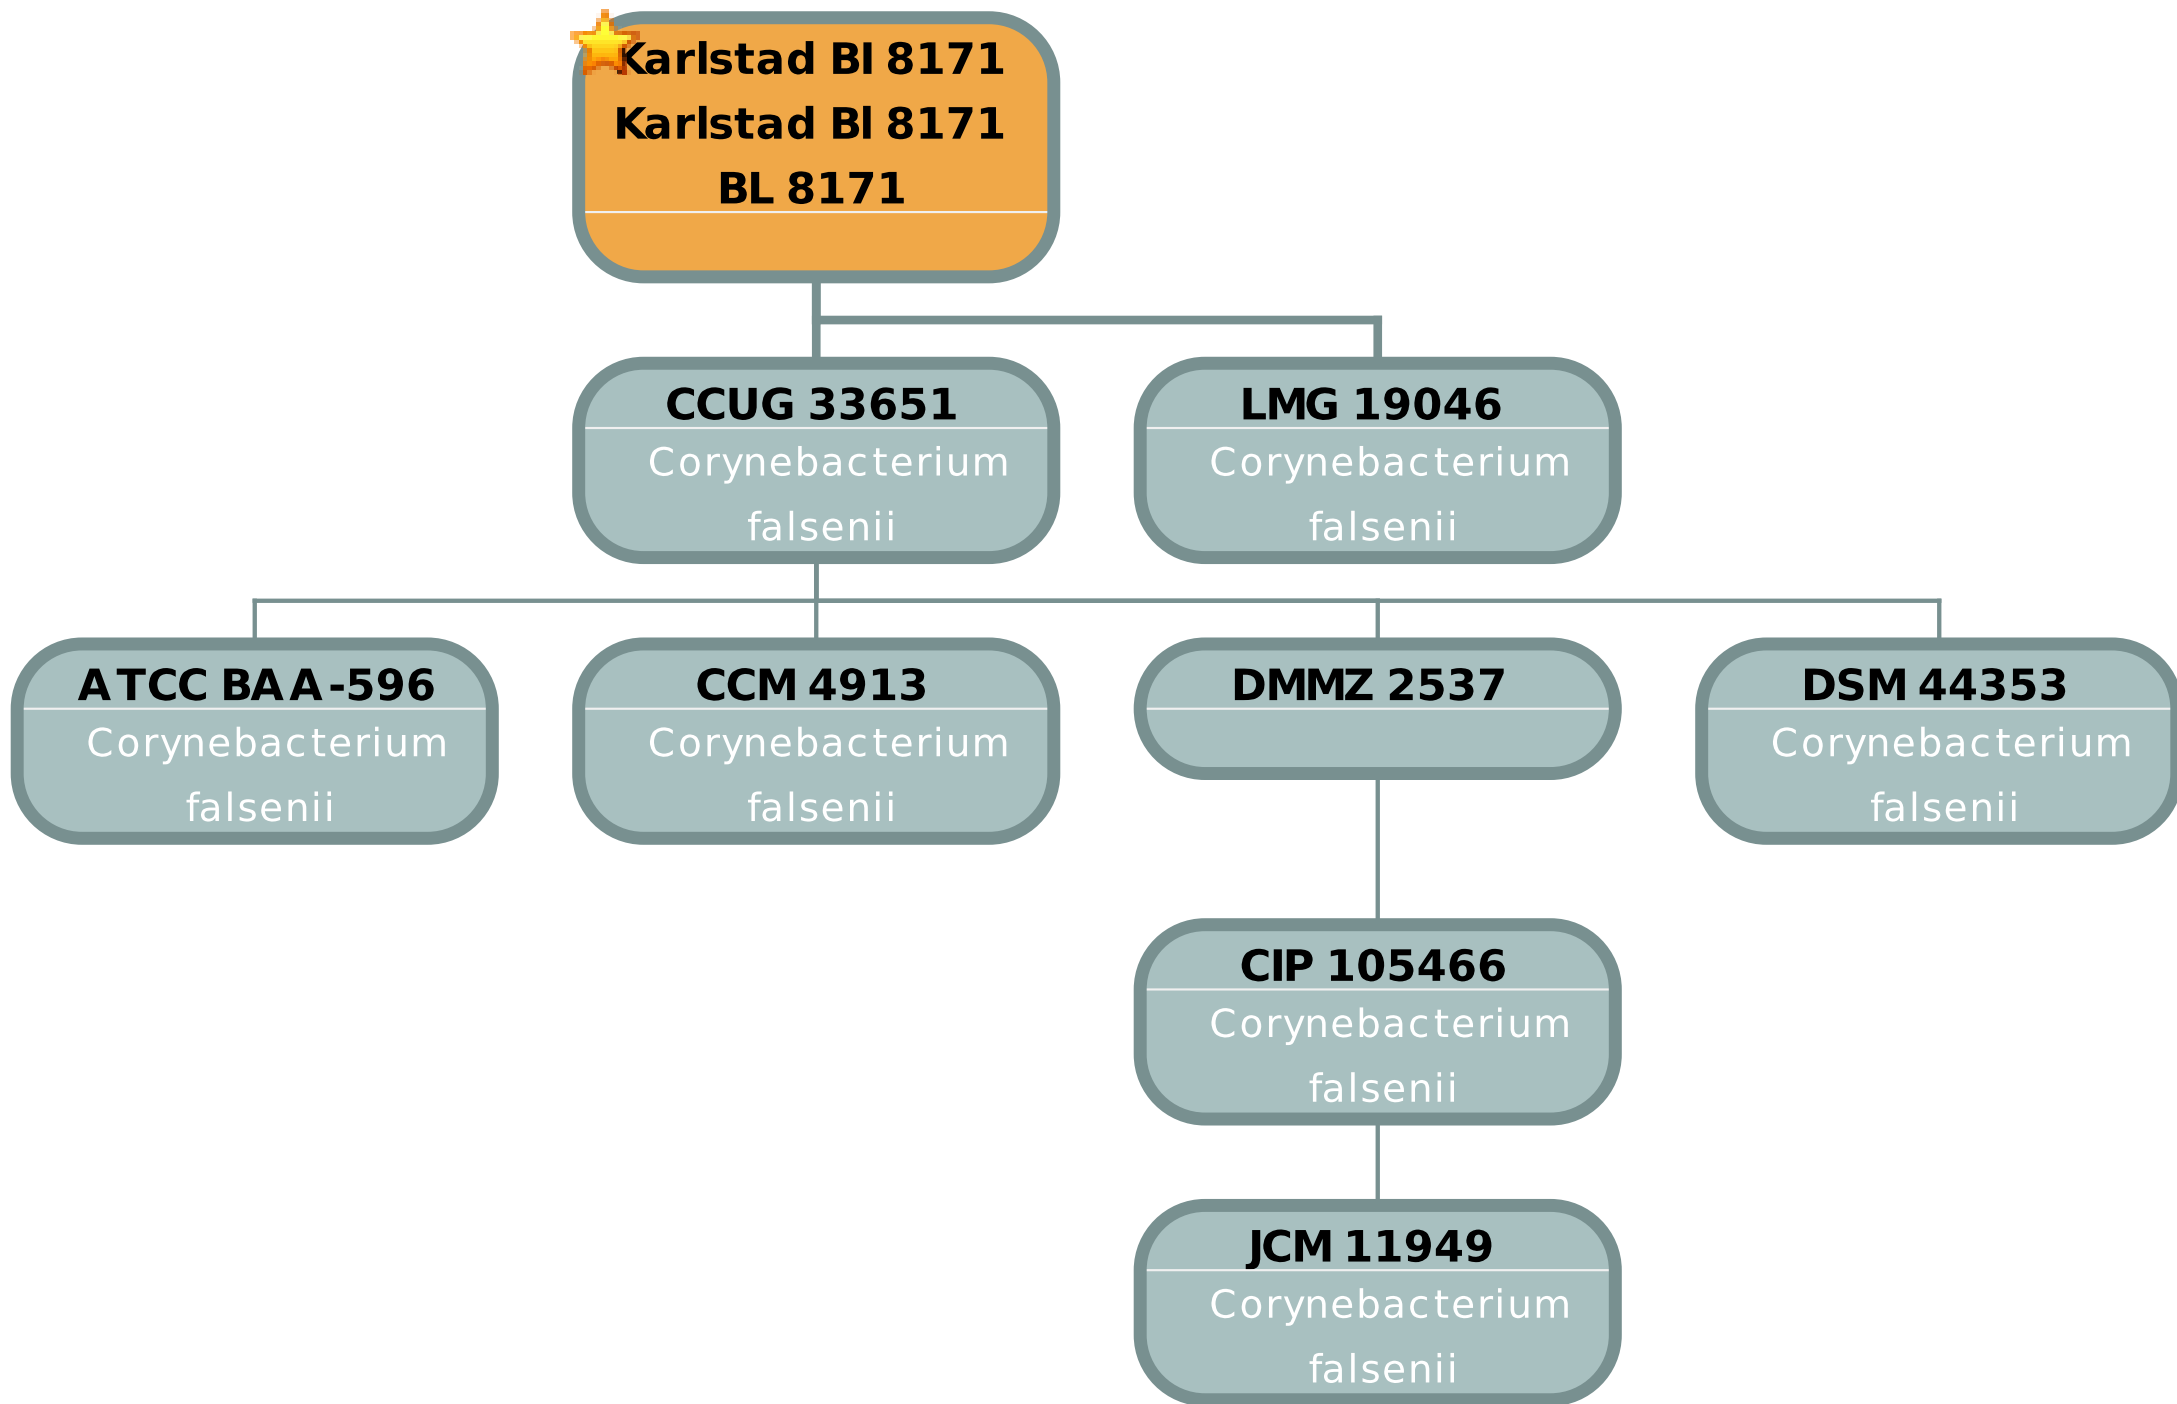 Karlstad BI 8171
Karlstad Bl 8171
BL 8171
CCUG 33651
Corynebacterium
falsenii
LMG 19046
Corynebacterium
falsenii
ATCC BAA-596
Corynebacterium
falsenii
CCM 4913
Corynebacterium
falsenii
DMMZ 2537
DSM 44353
Corynebacterium
falsenii
CIP 105466
Corynebacterium
falsenii
JCM 11949
Corynebacterium
falsenii